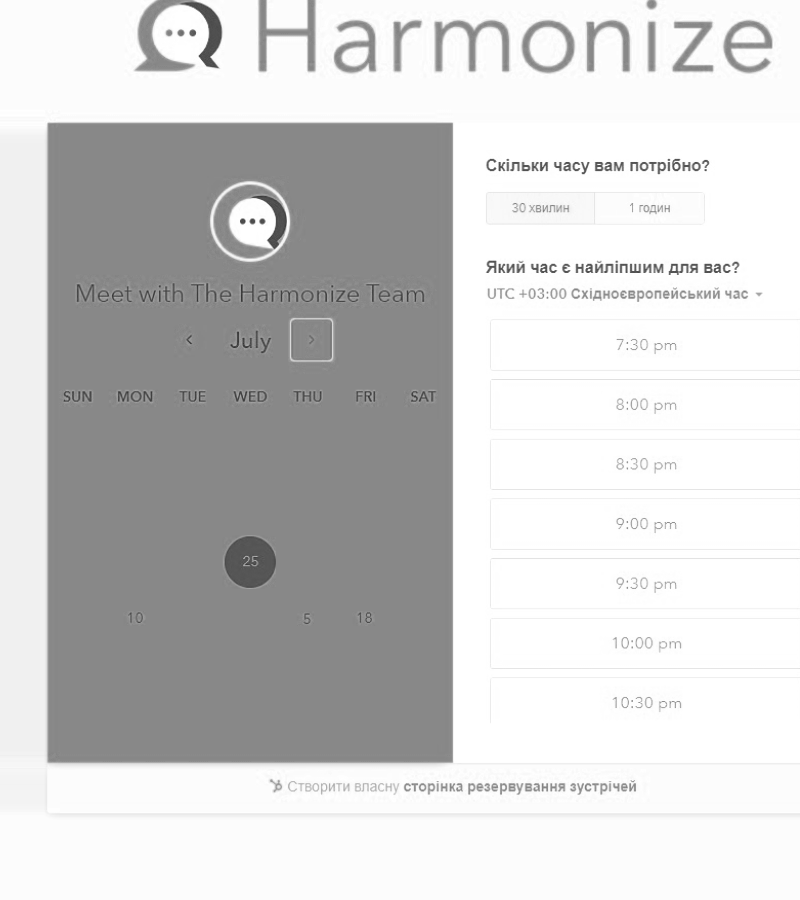 Harmonize
Meet with The Harmonize Team
July
SUN MON TUE WED THU FRI SAT
25
10 5 18
Скільки часу вам потрібно?
30 хвилин 1 годин
Який час є найліпшим для вас?
UTC +03:00 Східноєвропейський час
7:30 pm
8:00 pm
8:30 pm
9:00 pm
9:30 pm
10:00 pm
10:30 pm
Створити власну сторінка резервування зустрічей